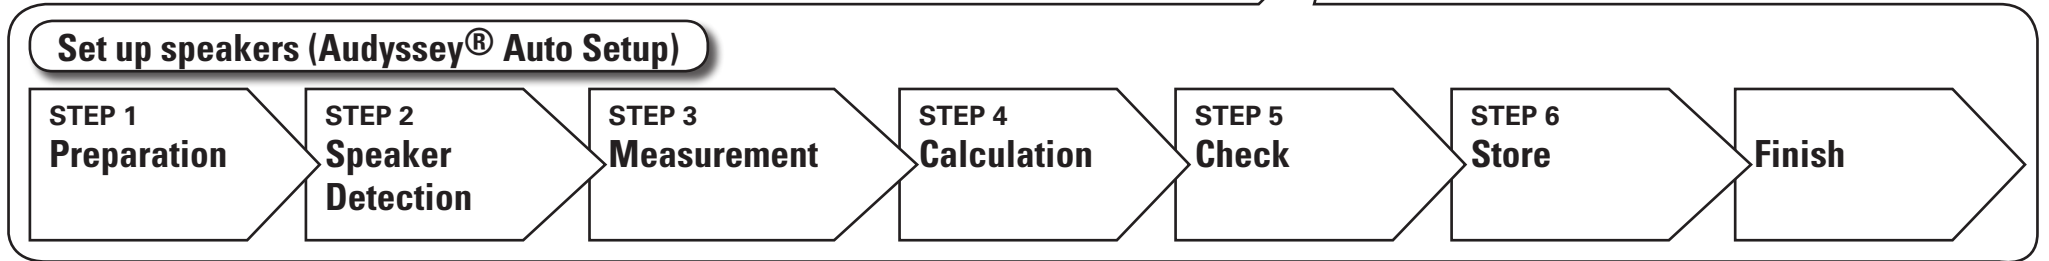 Set up speakers (Audyssey® Auto Setup)
STEP 1
Preparation
STEP 2
Speaker
Detection
STEP 3
Measurement
STEP 4
Calculation
STEP 5
Check
STEP 6
Store
Finish